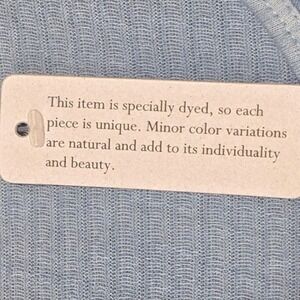 This item is specially dyed, so each
piece is unique. Minor color variations
are natural and add to its individuality
and beauty.